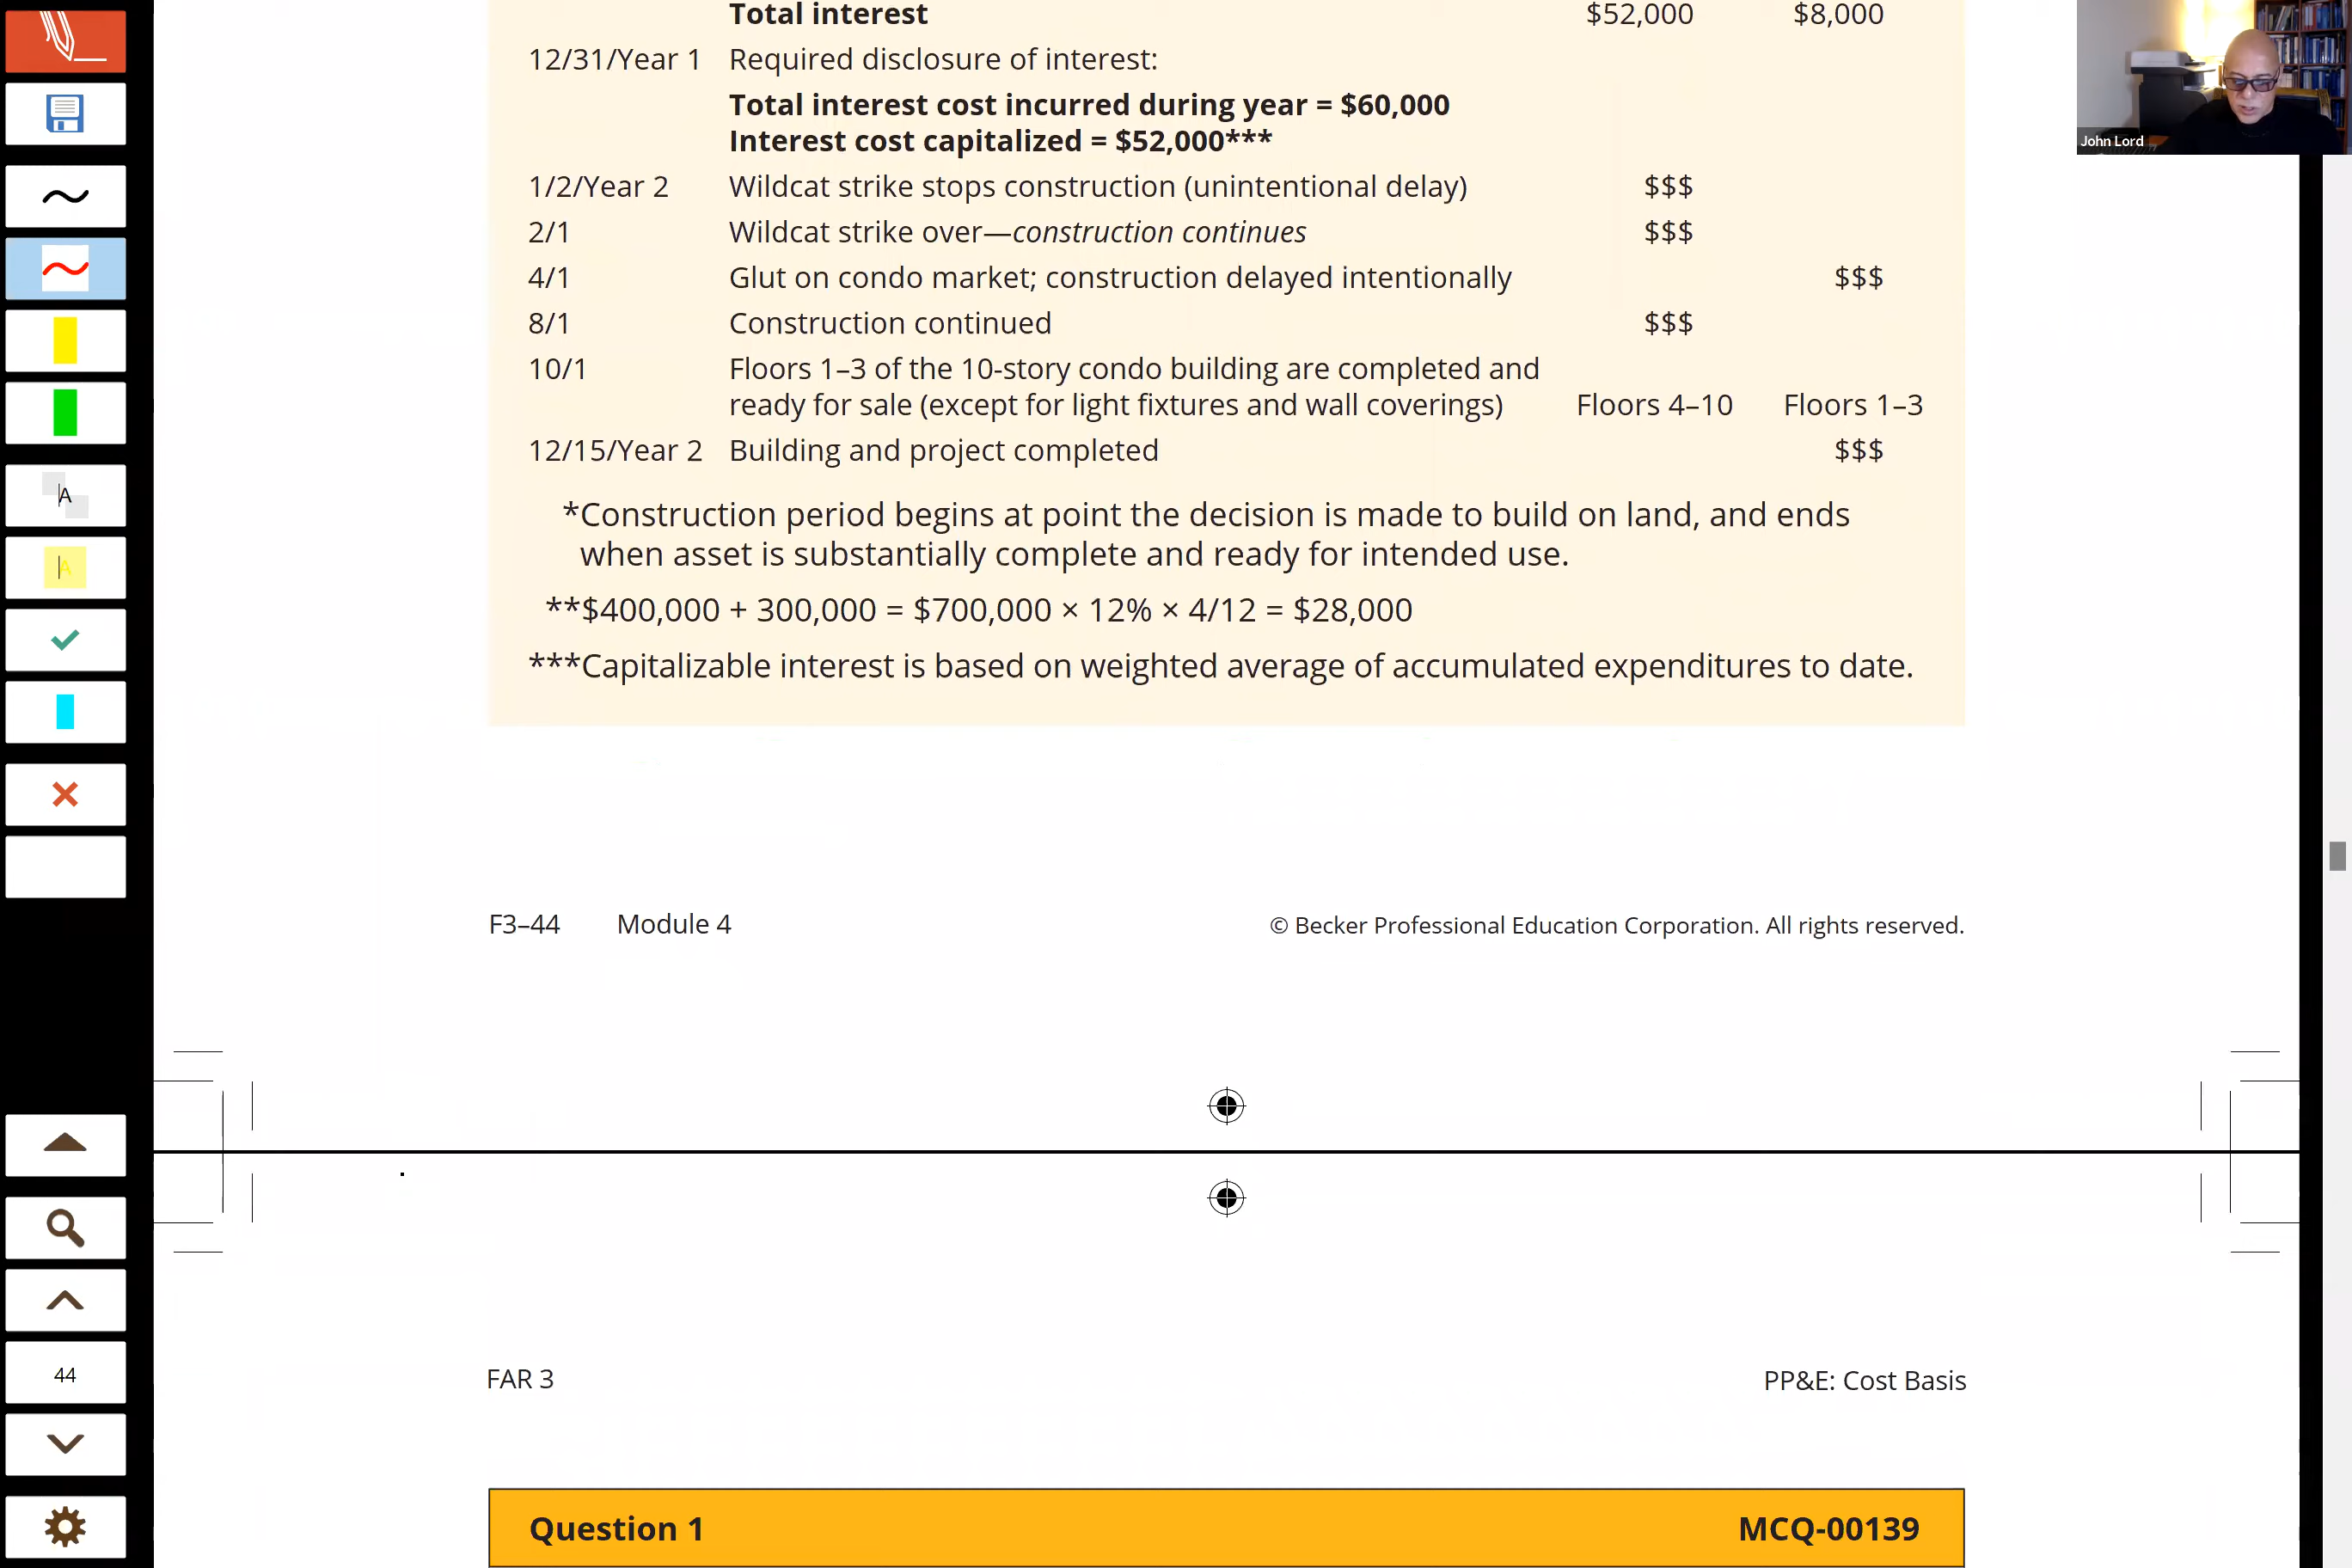 Total interest $52,000 $8,000
12/31/Year 1 Required disclosure of interest:
Total interest cost incurred during year = $60,000
Interest cost capitalized = $52,000***
1/2/Year 2 Wildcat strike stops construction (unintentional delay) $$$
2/1 Wildcat strike over—construction continues $$$
4/1 Glut on condo market; construction delayed intentionally $$$
8/1 Construction continued $$$
10/1 Floors 1–3 of the 10-story condo building are completed and
ready for sale (except for light fixtures and wall coverings) Floors 4–10 Floors 1–3
12/15/Year 2 Building and project completed $$$
*Construction period begins at point the decision is made to build on land, and ends
when asset is substantially complete and ready for intended use.
**$400,000 + 300,000 = $700,000 × 12% × 4/12 = $28,000
***Capitalizable interest is based on weighted average of accumulated expenditures to date.
F3–44 Module 4 © Becker Professional Education Corporation. All rights reserved.
FAR 3 PP&E: Cost Basis
Question 1 MCQ-00139
John Lord
A
A
44